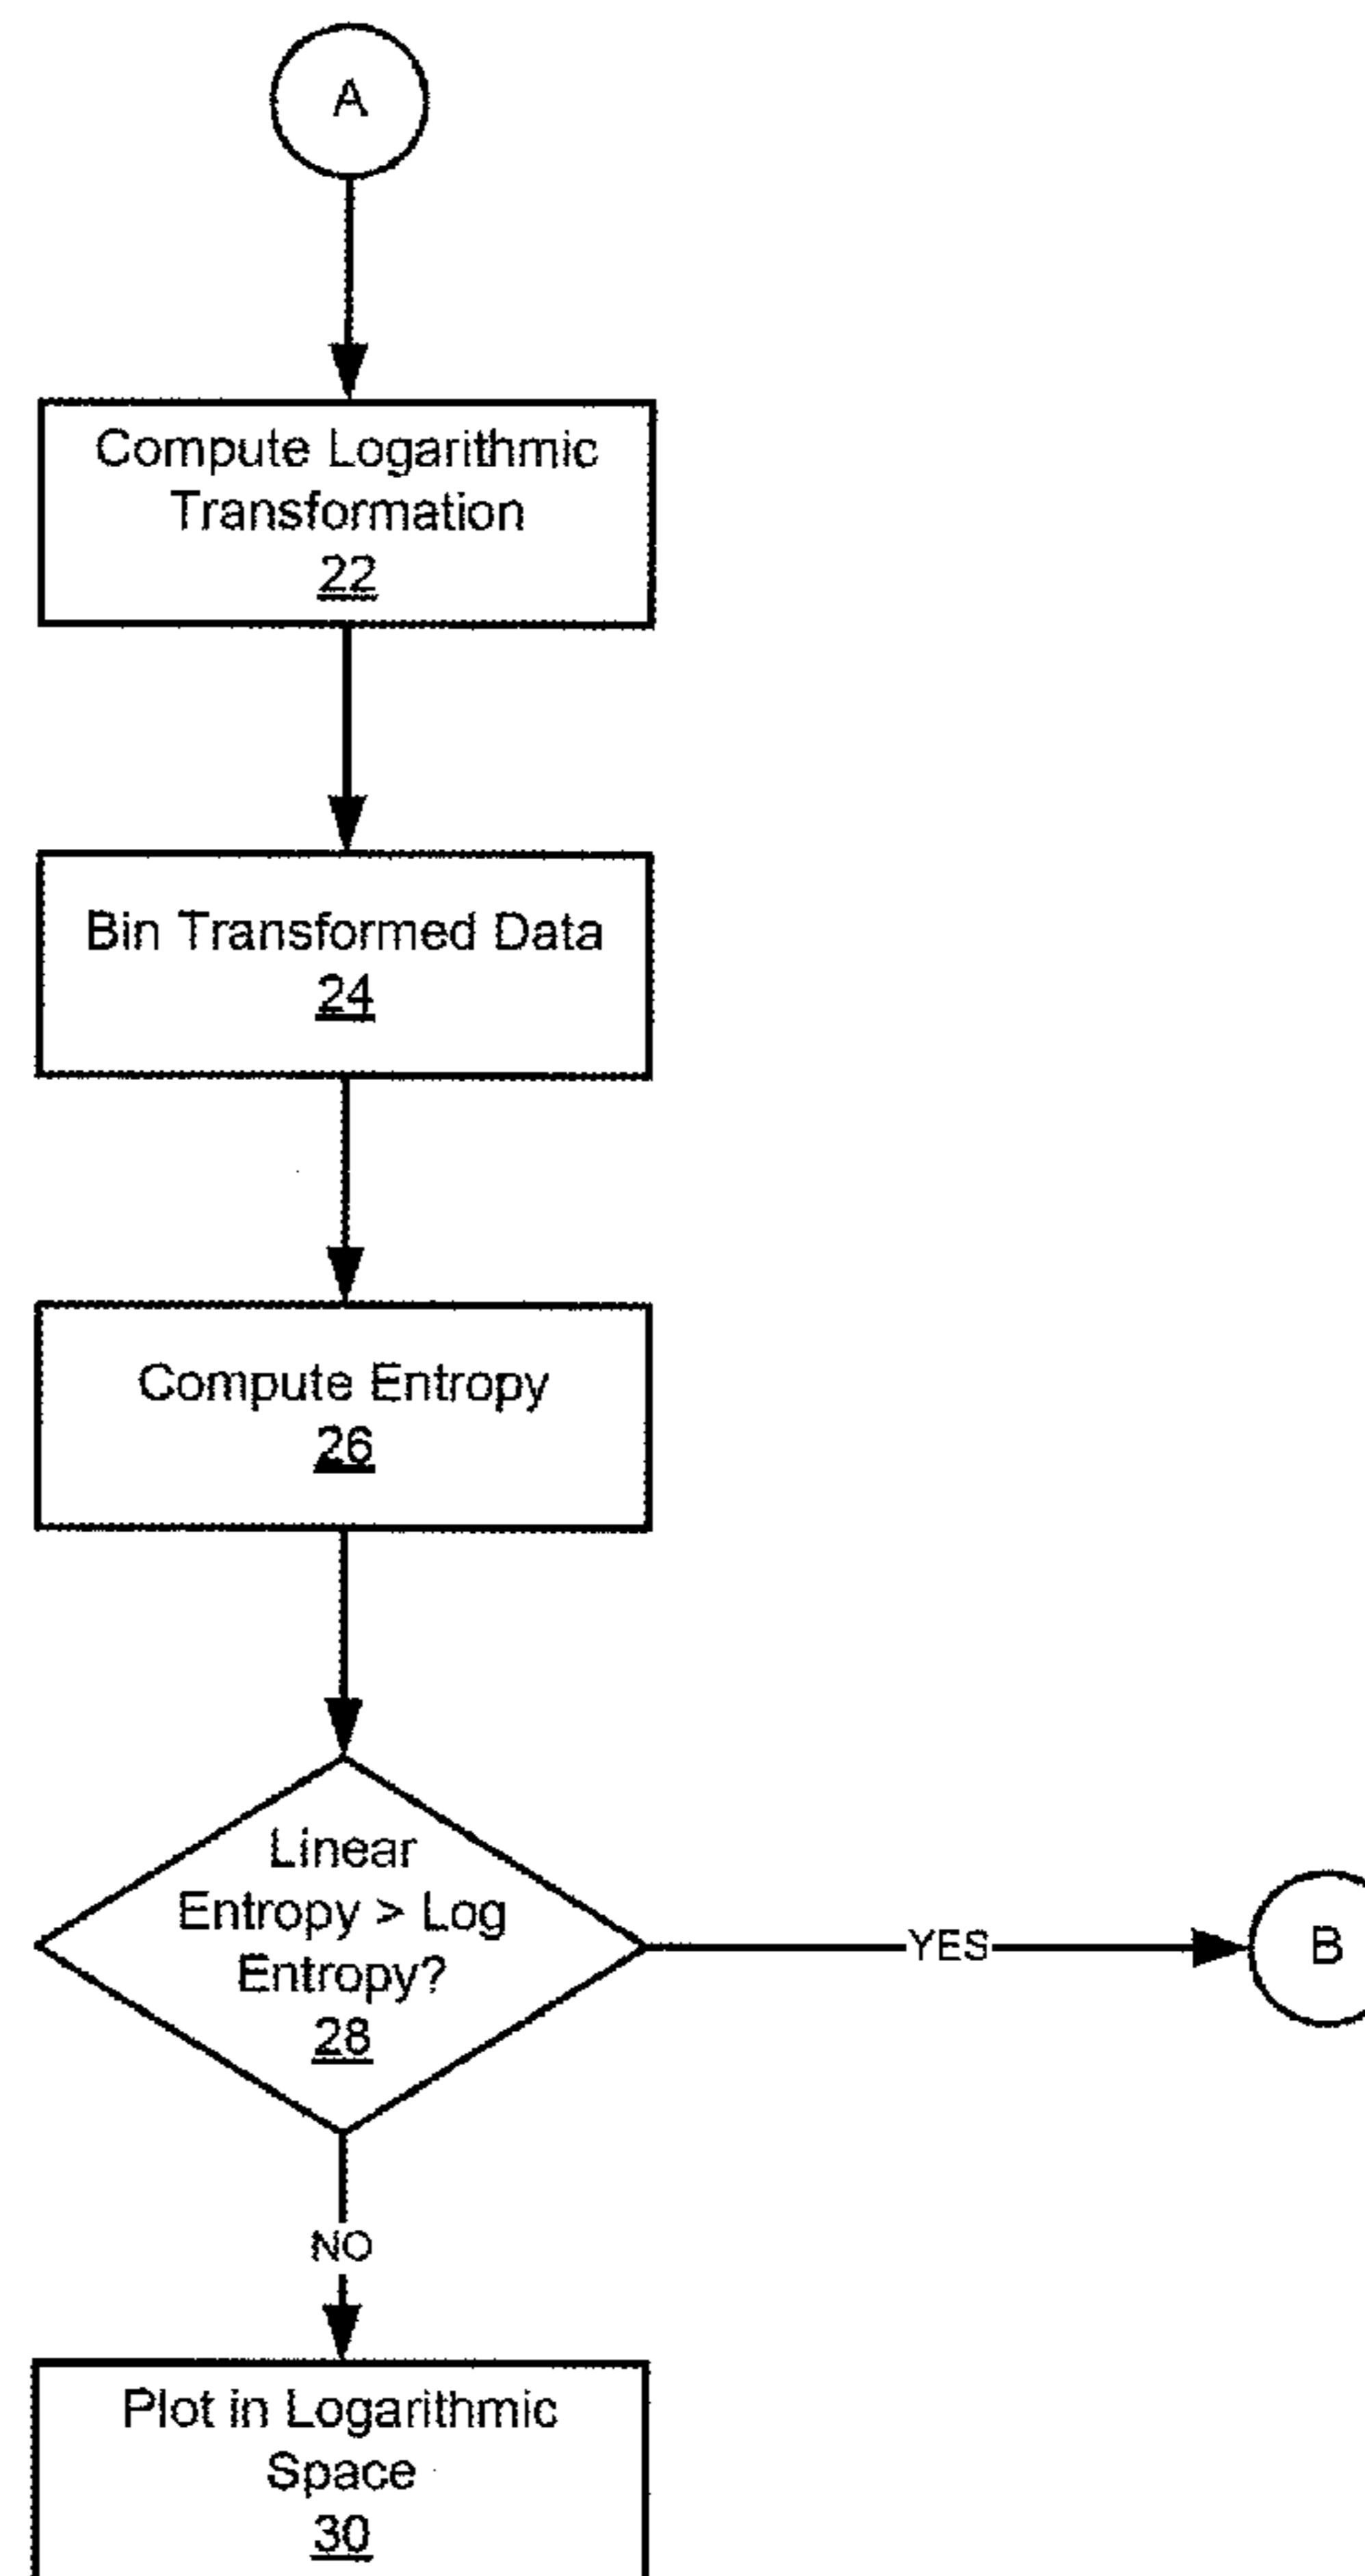 A
Compute Logarithmic
Transformation
22
Bin Transformed Data
24
Compute Entropy
26
Linear
Entropy > Log
Entropy?
28
YES
B
NO
Plot in Logarithmic
Space
30